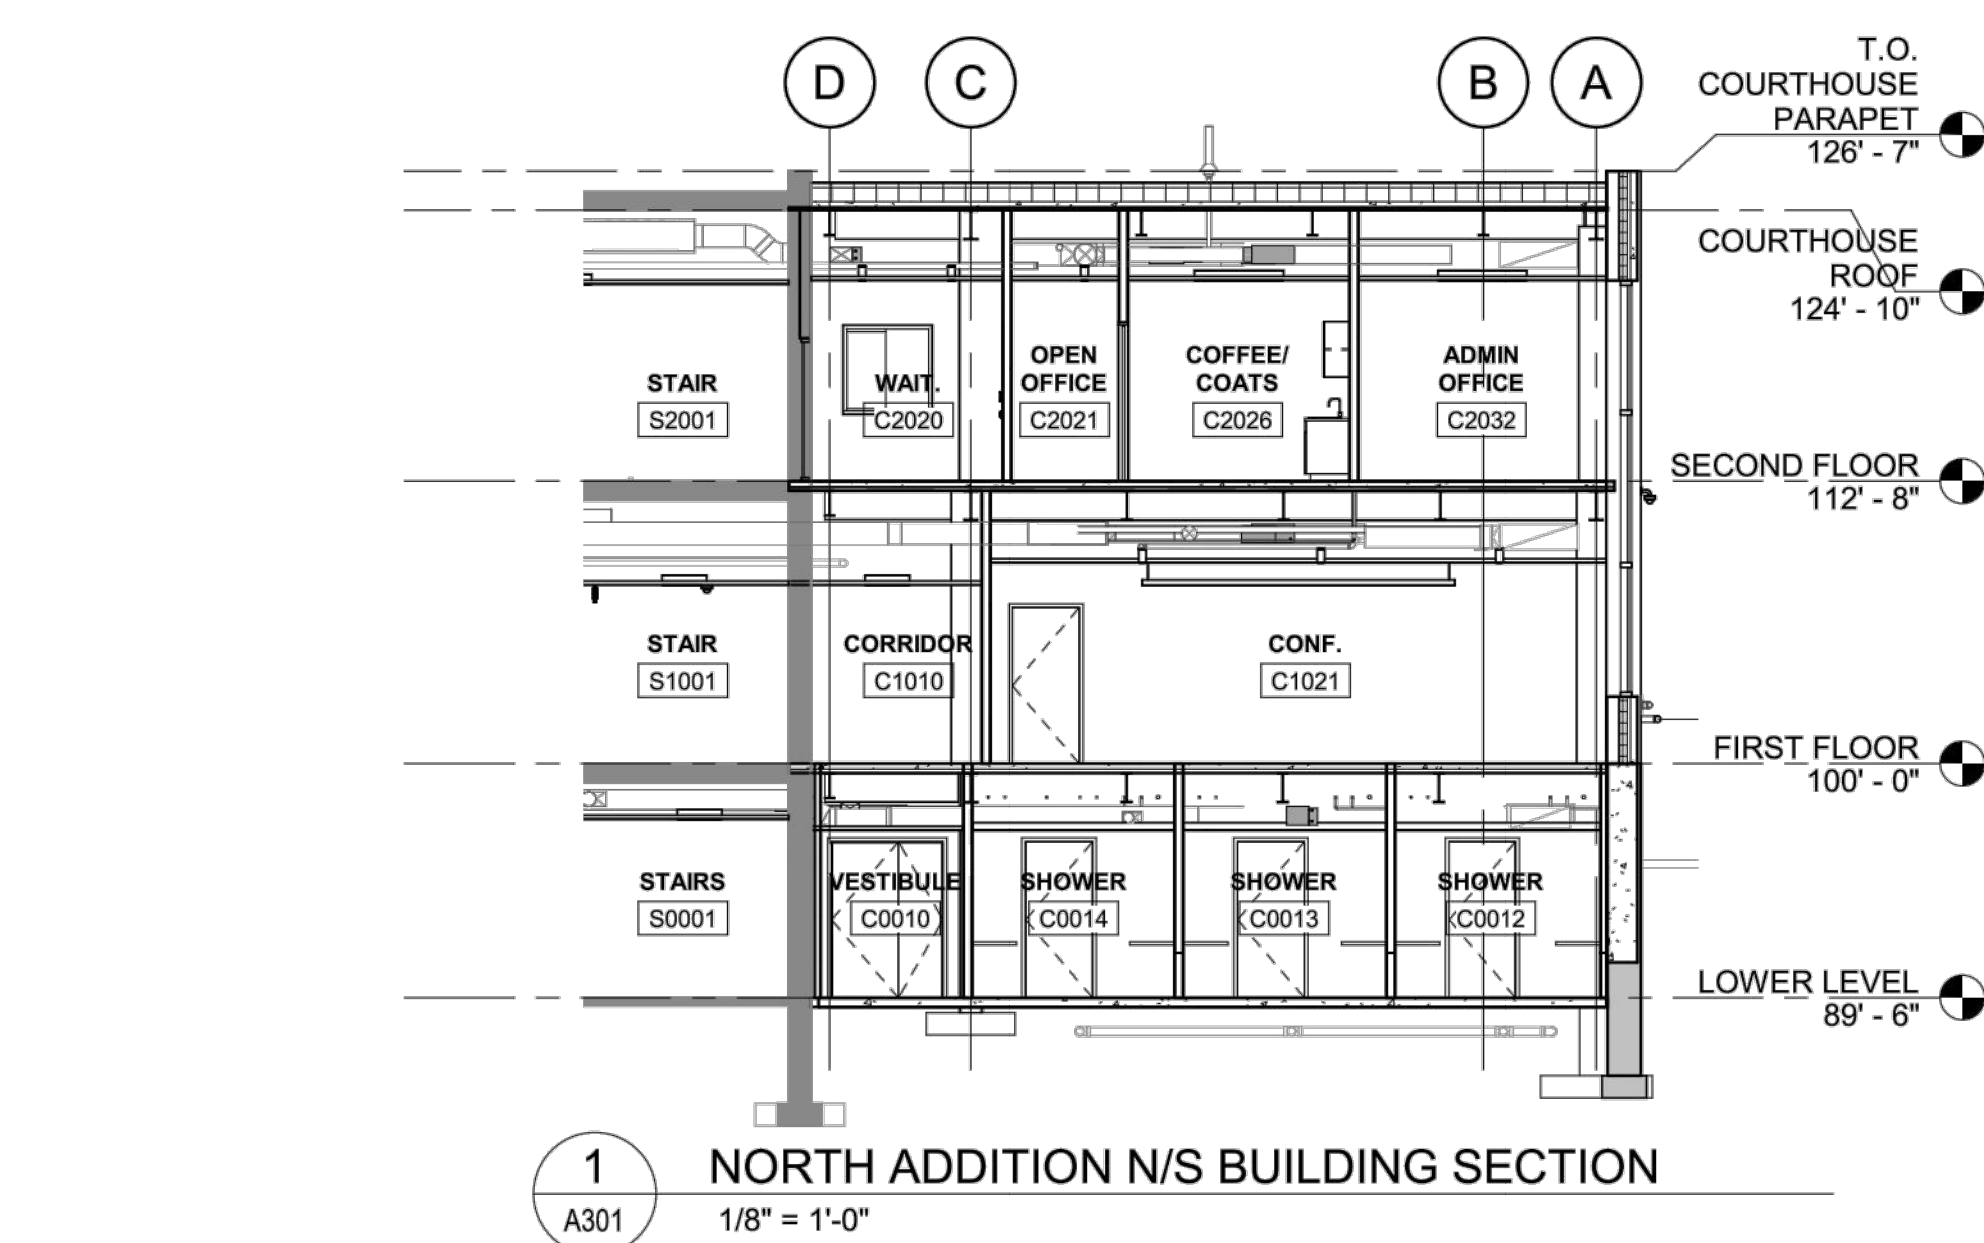 D
C
B
A
T.O.
COURTHOUSE
PARAPET
126' - 7"
COURTHOUSE
ROOF
124' - 10"
STAIR
S2001
WAIT.
C2020
OPEN
OFFICE
C2021
COFFEE/
COATS
C2026
ADMIN
OFFICE
C2032
SECOND FLOOR
112' - 8"
STAIR
S1001
CORRIDOR
C1010
CONF.
C1021
FIRST FLOOR
100' - 0"
STAIRS
S0001
VESTIBULE
C0010
SHOWER
C0014
SHOWER
C0013
SHOWER
C0012
LOWER LEVEL
89' - 6"
1
A301
NORTH ADDITION N/S BUILDING SECTION
1/8" = 1'-0"